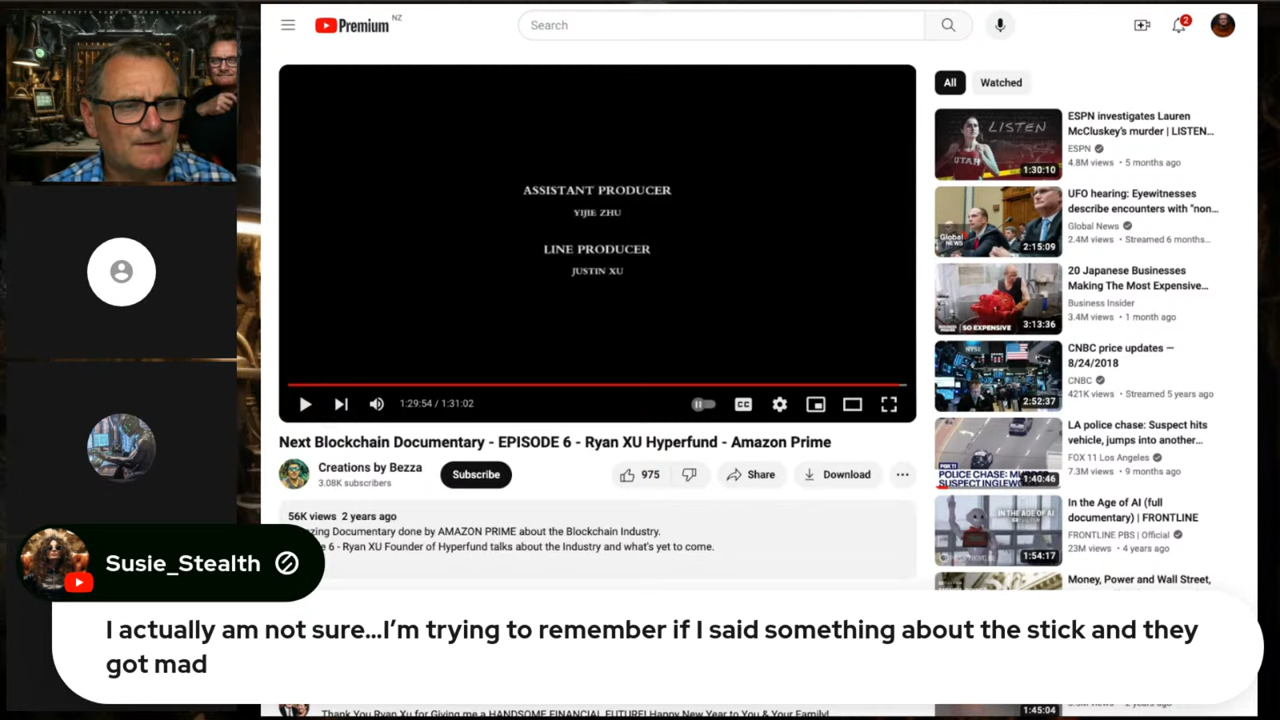 Premium NZ
Search
2
ASSISTANT PRODUCER
YIJIE ZHU
LINE PRODUCER
JUSTIN XU
CC
1:29:54 / 1:31:02
Next Blockchain Documentary - EPISODE 6 - Ryan XU Hyperfund - Amazon Prime
Creations by Bezza
3.08K subscribers
Subscribe
975
Share
Download
56K views 2 years ago
Documentary done by AMAZON PRIME about the Blockchain Industry.
6 - Ryan XU Founder of Hyperfund talks about the Industry and what's yet to come.
All
Watched
LISTEN
UTAH
1:30:10
ESPN investigates Lauren
McCluskey's murder | LISTEN...
ESPN
4.8M views • 5 months ago
Global
NEWS
2:15:09
UFO hearing: Eyewitnesses
describe encounters with "non...
Global News
2.4M views • Streamed 6 months...
SO EXPENSIVE
3:13:36
20 Japanese Businesses
Making The Most Expensive...
Business Insider
3.4M views • 1 month ago
NYSE
2:52:37
CNBC price updates —
8/24/2018
CNBC
421K views • Streamed 5 years ago
FOX 11
POLICE CHASE: MURDER
SUSPECT INGLEWOOD
1:40:46
LA police chase: Suspect hits
vehicle, jumps into another...
FOX 11 Los Angeles
7.3M views • 9 months ago
IN THE AGE OF AI
1:54:17
In the Age of AI (full
documentary) | FRONTLINE
FRONTLINE PBS | Official
23M views • 4 years ago
Money, Power and Wall Street,
1:45:04
Susie_Stealth
I actually am not sure...I'm trying to remember if I said something about the stick and they
got mad
Thank You Ryan Xu for Giving me a HANDSOME FINANCIAL FUTURE! Happy New Year to You & Your Family!